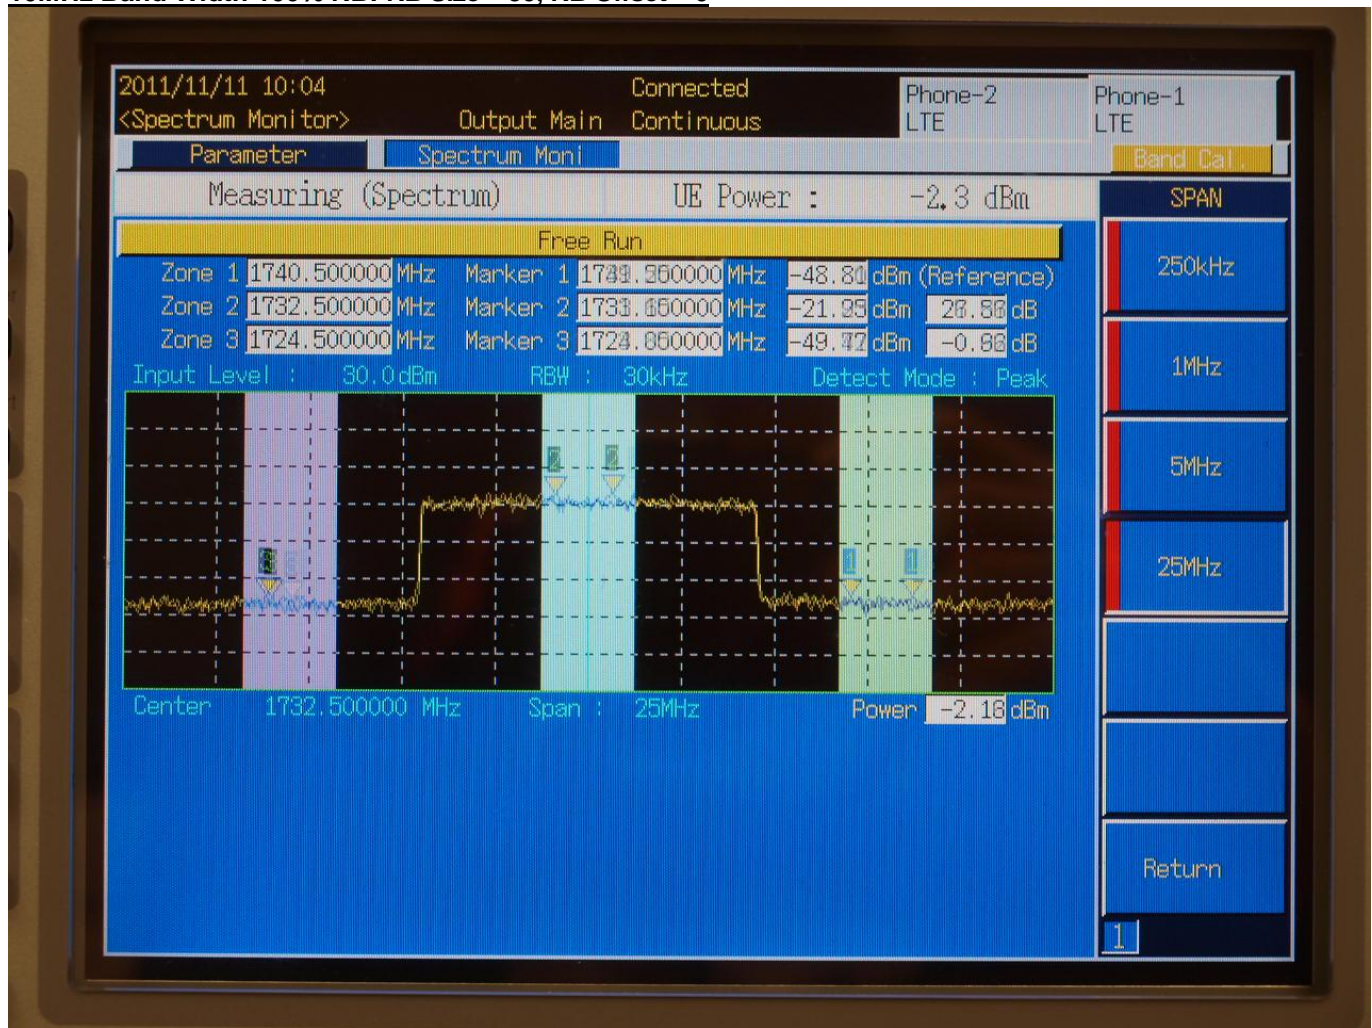 2011/11/11 10:04 Connected Phone-2 Phone-1
<Spectrum Monitor> Output Main Continuous LTE LTE
Parameter Spectrum Moni Band Cal.
Measuring (Spectrum) UE Power : -2.3 dBm SPAN
Free Run
Zone 1 1740.500000 MHz Marker 1 MHz dBm (Reference) 250kHz
Zone 2 1732.500000 MHz Marker 2 MHz dBm dB
Zone 3 1724.500000 MHz Marker 3 MHz dBm dB
Input Level : 30.0dBm RBW : 30kHz Detect Mode : Peak 1MHz
5MHz
2 2
25MHz
1 1
Center 1732.500000 MHz Span : 25MHz Power dBm
Return
1